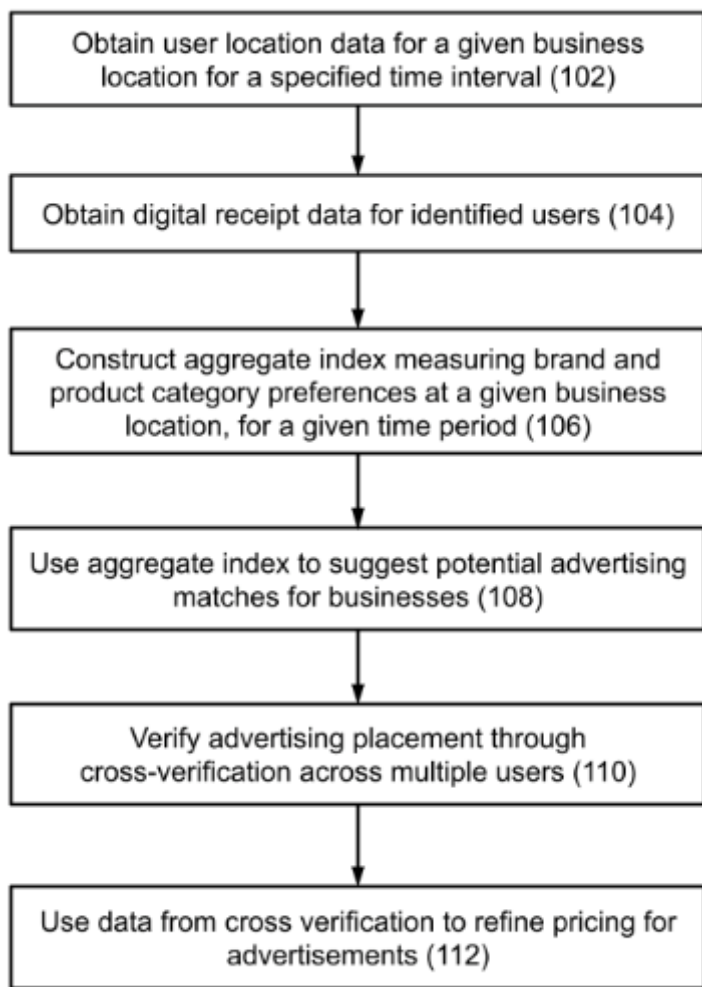 Obtain user location data for a given business
location for a specified time interval (102)
Obtain digital receipt data for identified users (104)
Construct aggregate index measuring brand and
product category preferences at a given business
location, for a given time period (106)
Use aggregate index to suggest potential advertising
matches for businesses (108)
Verify advertising placement through
cross-verification across multiple users (110)
Use data from cross verification to refine pricing for
advertisements (112)